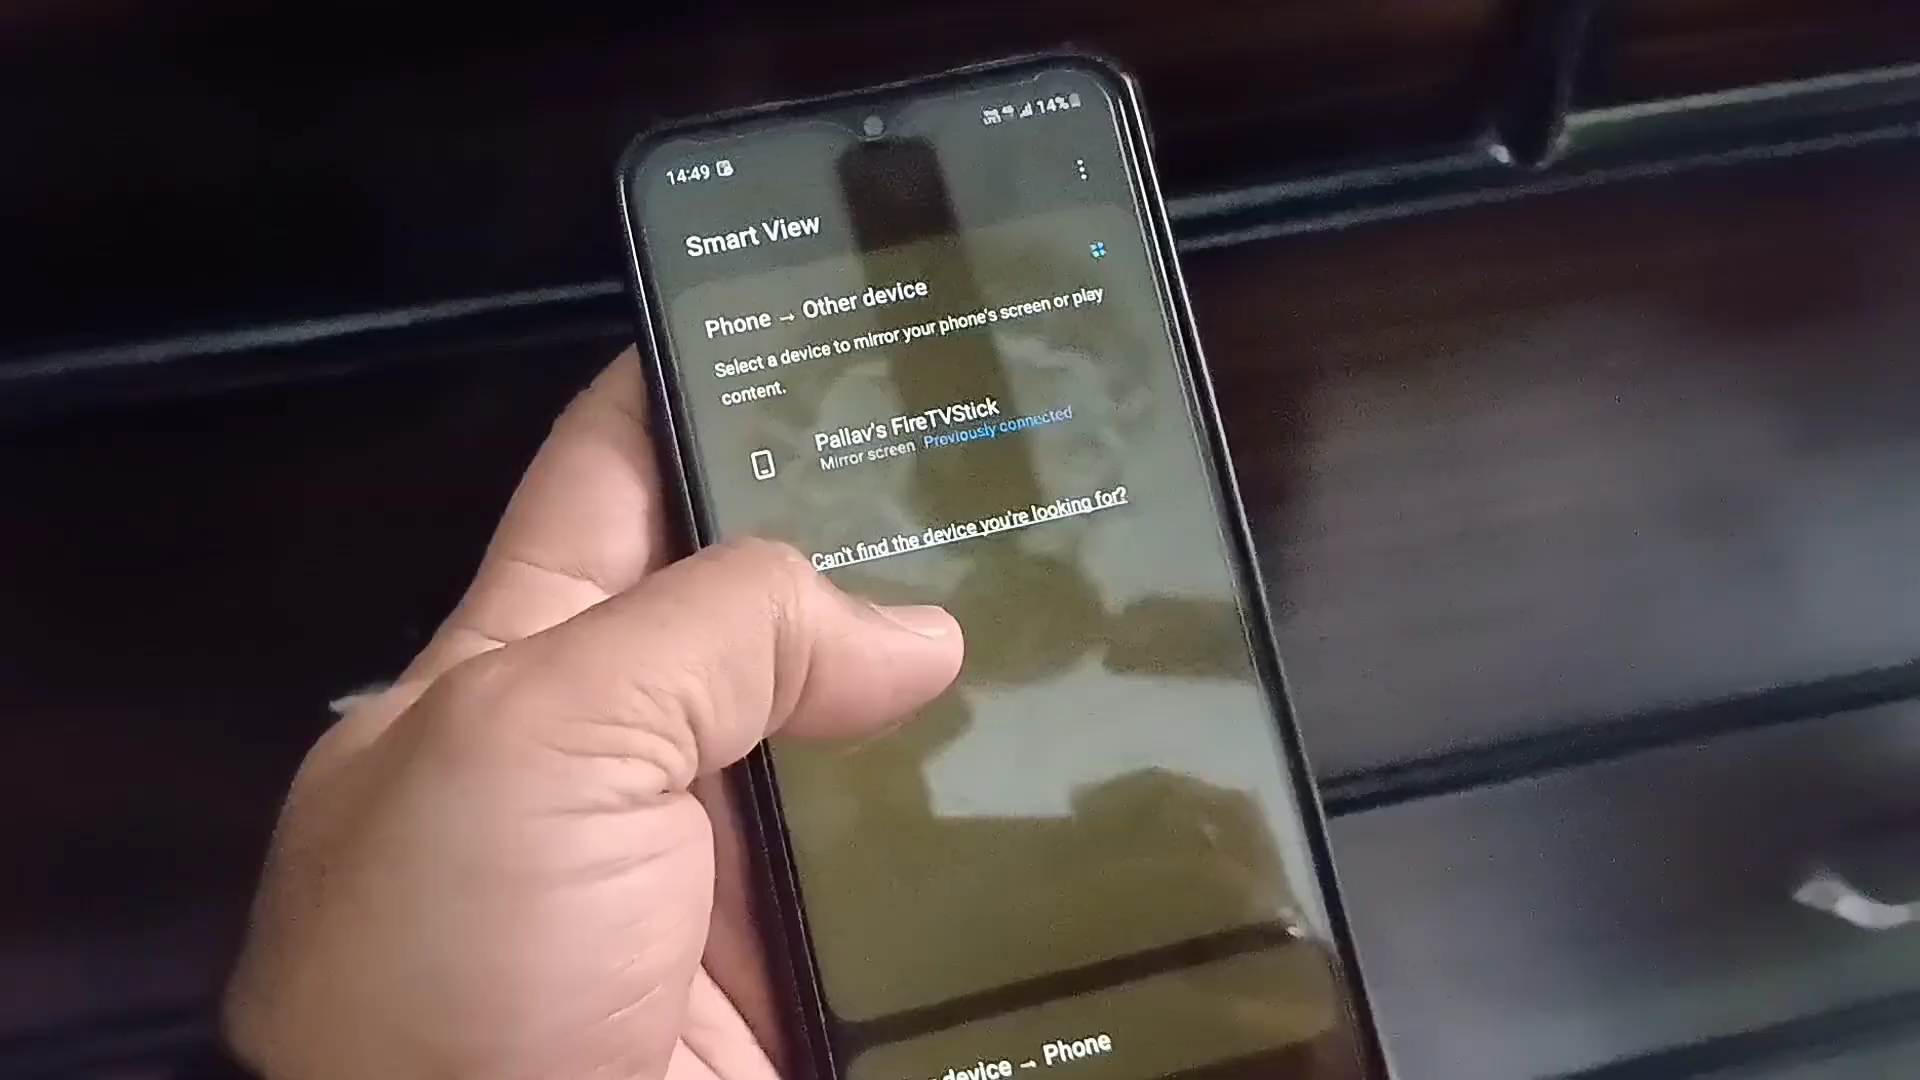 14:49
14%
Smart View
Phone → Other device
Select a device to mirror your phone's screen or play
content.
Pallav's FireTVStick
Mirror screen Previously connected
Can't find the device you're looking for?
device → Phone